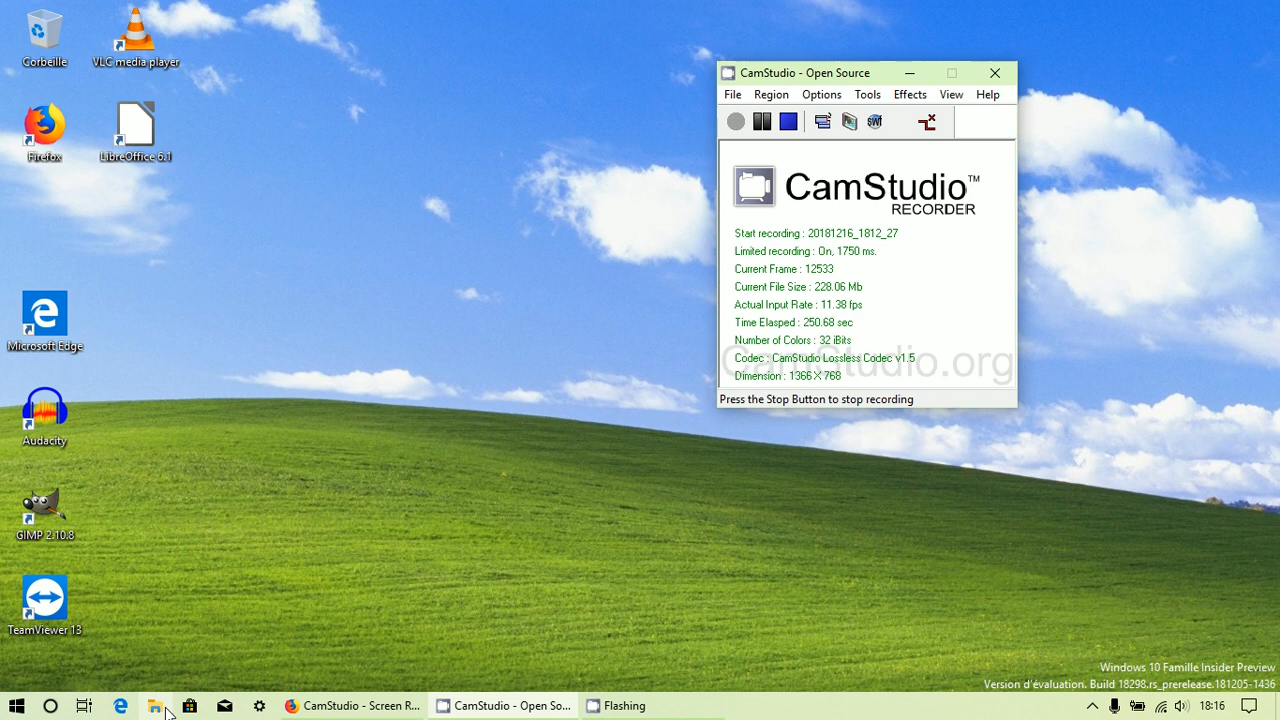 Corbeille
VLC media player
Firefox
LibreOffice 6.1
Microsoft Edge
Audacity
GIMP 2.10.8
TeamViewer 13
CamStudio - Open Source
File Region Options Tools Effects View Help
SWf
CamStudio™
RECORDER
Start recording : 20181216_1812_27
Limited recording : On, 1750 ms.
Current Frame : 12533
Current File Size : 228.06 Mb
Actual Input Rate : 11.38 fps
Time Elasped : 250.68 sec
Number of Colors : 32 iBits
Codec : CamStudio Lossless Codec v1.5
Dimension : 1366 X 768
CamStudio.org
Press the Stop Button to stop recording
Windows 10 Famille Insider Preview
Version d'évaluation. Build 18298.rs_prerelease.181205-1436
CamStudio - Screen R...
CamStudio - Open So...
Flashing
18:16